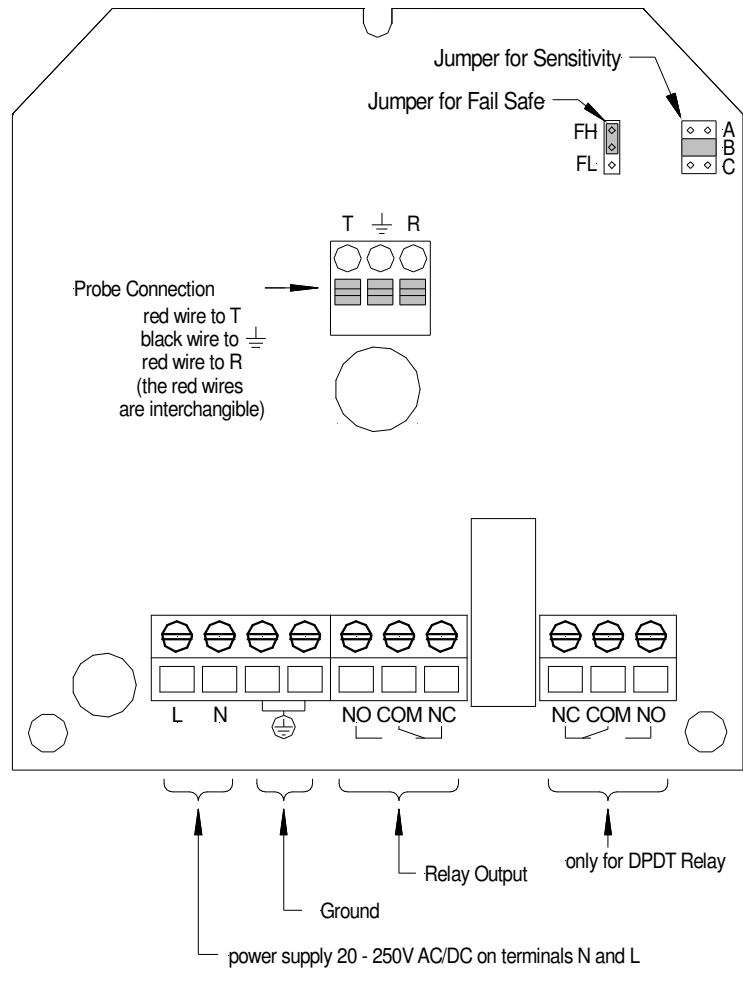 Jumper for Sensitivity
Jumper for Fail Safe
FH
FL
A
B
C
T R
Probe Connection
red wire to T
black wire to
red wire to R
(the red wires
are interchangible)
L N
NO COM NC
NC COM NO
only for DPDT Relay
Relay Output
Ground
power supply 20 - 250V AC/DC on terminals N and L